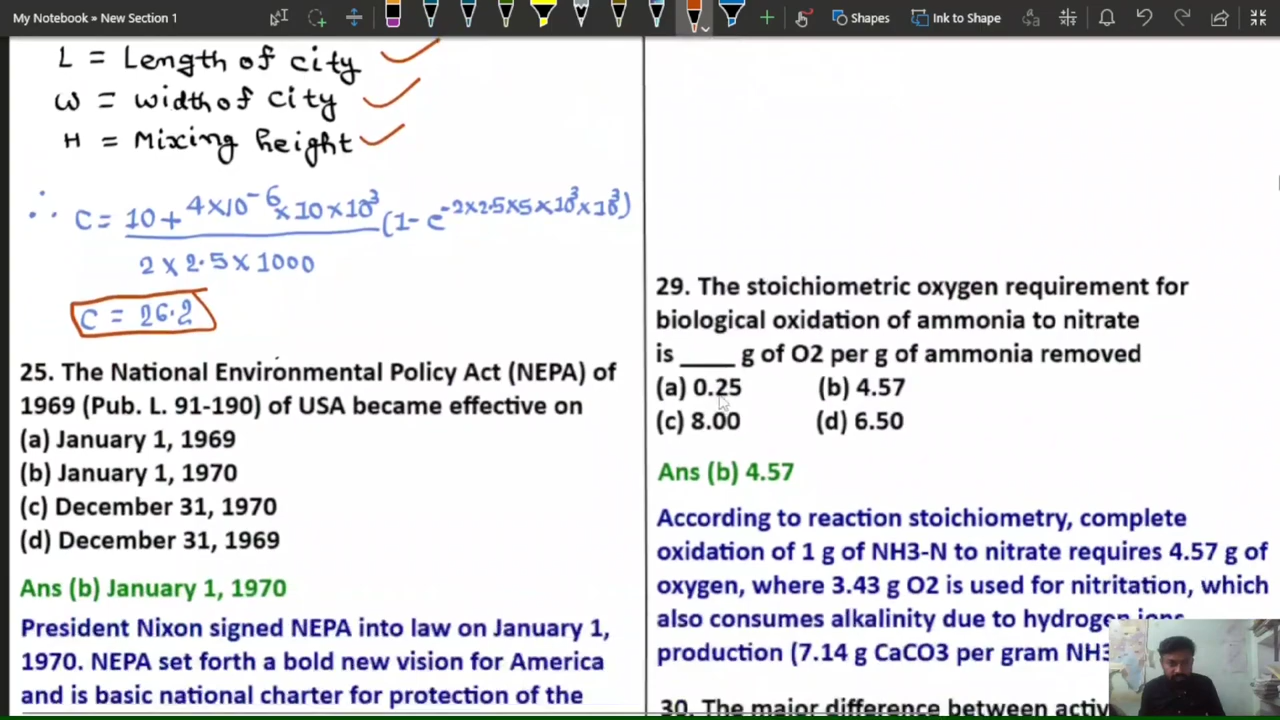 My Notebook » New Section 1
Shapes
Ink to Shape
L = Length of city
W = width of city
H = Mixing height
∴ C = 10 + 4×10^-6 × 10×10^3 (1 - e^-2×2.5×5×10^3×10^3)
2 × 2.5 × 1000
C = 26.2
25. The National Environmental Policy Act (NEPA) of
1969 (Pub. L. 91-190) of USA became effective on
(a) January 1, 1969
(b) January 1, 1970
(c) December 31, 1970
(d) December 31, 1969
Ans (b) January 1, 1970
President Nixon signed NEPA into law on January 1,
1970. NEPA set forth a bold new vision for America
and is basic national charter for protection of the
29. The stoichiometric oxygen requirement for
biological oxidation of ammonia to nitrate
is ____ g of O2 per g of ammonia removed
(a) 0.25 (b) 4.57
(c) 8.00 (d) 6.50
Ans (b) 4.57
According to reaction stoichiometry, complete
oxidation of 1 g of NH3-N to nitrate requires 4.57 g of
oxygen, where 3.43 g O2 is used for nitritation, which
also consumes alkalinity due to hydrogen ions
production (7.14 g CaCO3 per gram NH3
30. The major difference between activ